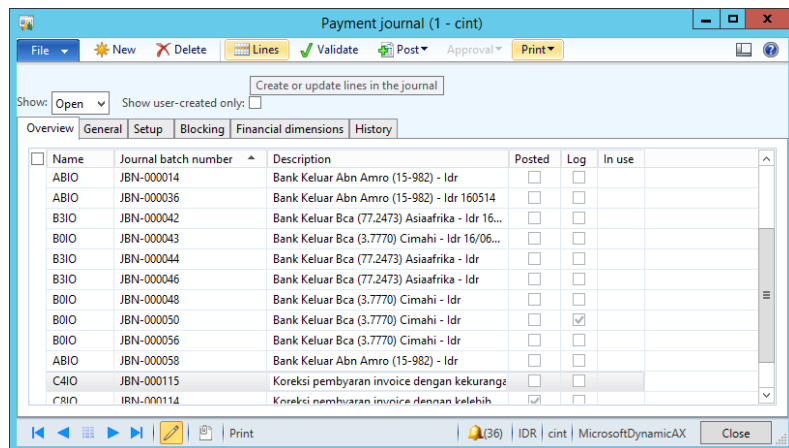 Payment journal (1 - cint)
File New Delete Lines Validate Post Approval Print
Create or update lines in the journal
Show: Open Show user-created only:
Overview General Setup Blocking Financial dimensions History
Name Journal batch number Description Posted Log In use
ABIO JBN-000014 Bank Keluar Abn Amro (15-982) - Idr
ABIO JBN-000036 Bank Keluar Abn Amro (15-982) - Idr 160514
B3IO JBN-000042 Bank Keluar Bca (77.2473) Asiaafrika - Idr 16...
B0IO JBN-000043 Bank Keluar Bca (3.7770) Cimahi - Idr 16/06...
B3IO JBN-000044 Bank Keluar Bca (77.2473) Asiaafrika - Idr
B3IO JBN-000046 Bank Keluar Bca (77.2473) Asiaafrika - Idr
B0IO JBN-000048 Bank Keluar Bca (3.7770) Cimahi - Idr
B0IO JBN-000050 Bank Keluar Bca (3.7770) Cimahi - Idr
B0IO JBN-000056 Bank Keluar Bca (3.7770) Cimahi - Idr
ABIO JBN-000058 Bank Keluar Abn Amro (15-982) - Idr
C4IO JBN-000115 Koreksi pembyaran invoice dengan kekuranga
C8IO JBN-000114 Koreksi pembyaran invoice dengan kelebih
Print (36) IDR cint MicrosoftDynamicAX Close